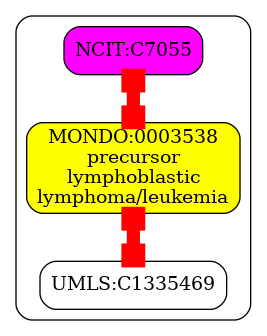 NCIT:C7055
MONDO:0003538
precursor
lymphoblastic
lymphoma/leukemia
UMLS:C1335469